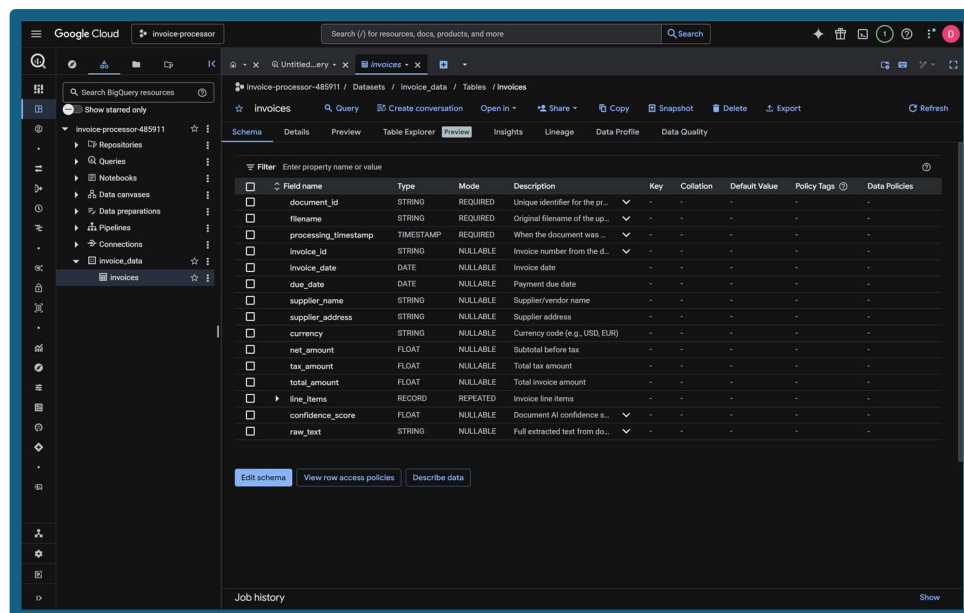 Google Cloud
invoice-processor
Search (/) for resources, docs, products, and more
Search
1
D
Untitled...ery
invoices
Search BigQuery resources
Show starred only
invoice-processor-485911
Repositories
Queries
Notebooks
Data canvases
Data preparations
Pipelines
Connections
invoice_data
invoices
invoice-processor-485911 / Datasets / invoice_data / Tables / invoices
invoices Query Create conversation Open in Share Copy Snapshot Delete Export Refresh
Schema Details Preview Table Explorer Preview Insights Lineage Data Profile Data Quality
Filter Enter property name or value
Field name Type Mode Description Key Collation Default Value Policy Tags Data Policies
document_id STRING REQUIRED Unique identifier for the pr... - - - - -
filename STRING REQUIRED Original filename of the up... - - - - -
processing_timestamp TIMESTAMP REQUIRED When the document was ... - - - - -
invoice_id STRING NULLABLE Invoice number from the d... - - - - -
invoice_date DATE NULLABLE Invoice date - - - - -
due_date DATE NULLABLE Payment due date - - - - -
supplier_name STRING NULLABLE Supplier/vendor name - - - - -
supplier_address STRING NULLABLE Supplier address - - - - -
currency STRING NULLABLE Currency code (e.g., USD, EUR) - - - - -
net_amount FLOAT NULLABLE Subtotal before tax - - - - -
tax_amount FLOAT NULLABLE Total tax amount - - - - -
total_amount FLOAT NULLABLE Total invoice amount - - - - -
line_items RECORD REPEATED Invoice line items - - - - -
confidence_score FLOAT NULLABLE Document AI confidence s... - - - - -
raw_text STRING NULLABLE Full extracted text from do... - - - - -
Edit schema View row access policies Describe data
Job history Show